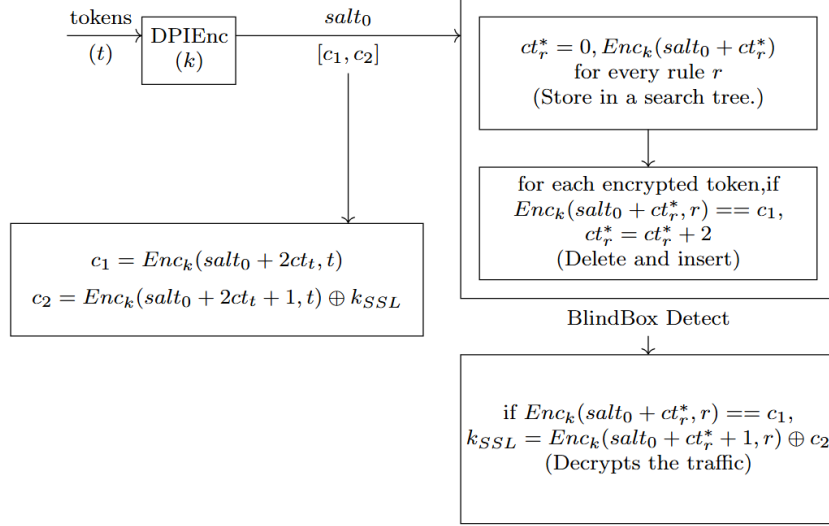 tokens
(t)
DPIEnc
(k)
salt₀
[c₁, c₂]
c₁ = Enc_k(salt₀ + 2ct_t, t)
c₂ = Enc_k(salt₀ + 2ct_t + 1, t) ⊕ k_SSL
ct*_r = 0, Enc_k(salt₀ + ct*_r)
for every rule r
(Store in a search tree.)
for each encrypted token,if
Enc_k(salt₀ + ct*_r, r) == c₁,
ct*_r = ct*_r + 2
(Delete and insert)
BlindBox Detect
if Enc_k(salt₀ + ct*_r, r) == c₁,
k_SSL = Enc_k(salt₀ + ct*_r + 1, r) ⊕ c₂
(Decrypts the traffic)